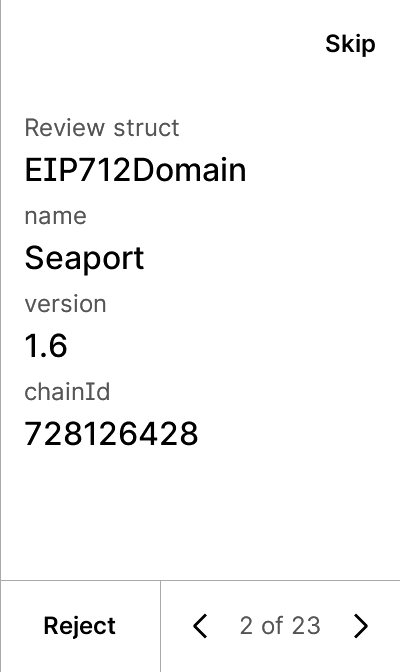 Skip
Review struct
EIP712Domain
name
Seaport
version
1.6
chainId
728126428
Reject
2 of 23